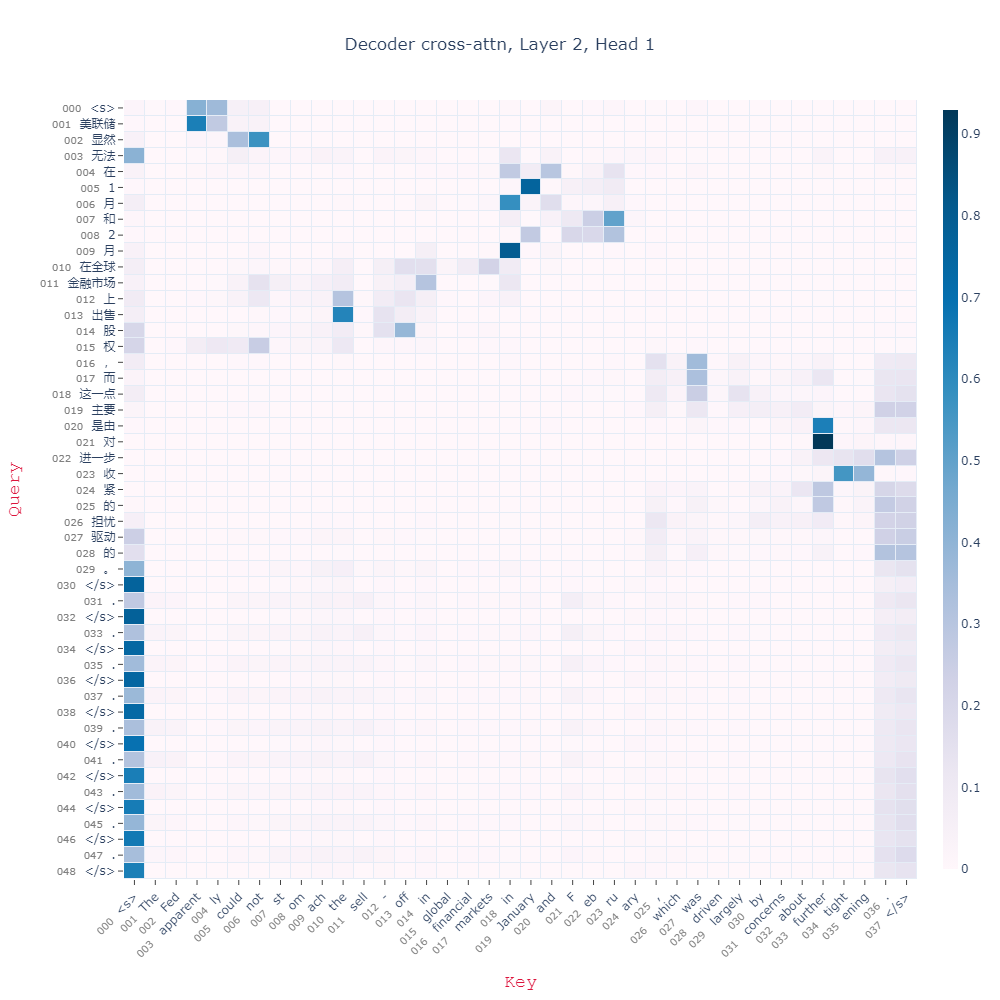 Decoder cross-attn, Layer 2, Head 1
000 <s>
001 美联储
002 显然
003 无法
004 在
005 1
006 月
007 和
008 2
009 月
010 在全球
011 金融市场
012 上
013 出售
014 股
015 权
016 ,
017 而
018 这一点
019 主要
020 是由
021 对
022 进一步
023 收
024 紧
025 的
026 担忧
027 驱动
028 的
029 。
030 </s>
031 .
032 </s>
033 .
034 </s>
035 .
036 </s>
037 .
038 </s>
039 .
040 </s>
041 .
042 </s>
043 .
044 </s>
045 .
046 </s>
047 .
048 </s>
Query
000 <s>
001 The
002 Fed
003 apparent
004 ly
005 could
006 not
007 st
008 om
009 ach
010 the
011 sell
012 -
013 off
014 in
015 global
016 financial
017 markets
018 in
019 January
020 and
021 F
022 eb
023 ru
024 ary
025 ,
026 which
027 was
028 driven
029 largely
030 by
031 concerns
032 about
033 further
034 tight
035 ening
036 .
037 </s>
Key
0.9
0.8
0.7
0.6
0.5
0.4
0.3
0.2
0.1
0